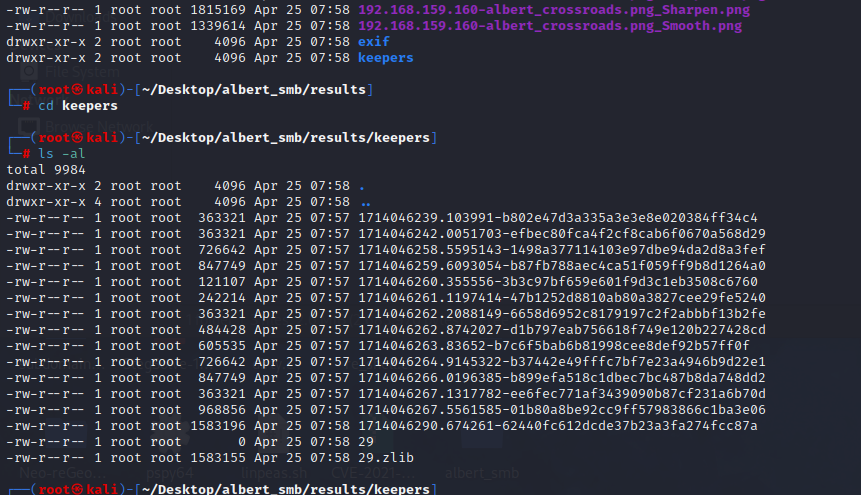 -rw-r--r-- 1 root root 1815169 Apr 25 07:58 192.168.159.160-albert_crossroads.png_Sharpen.png
-rw-r--r-- 1 root root 1339614 Apr 25 07:58 192.168.159.160-albert_crossroads.png_Smooth.png
drwxr-xr-x 2 root root    4096 Apr 25 07:58 exif
drwxr-xr-x 2 root root    4096 Apr 25 07:58 keepers
File System
┌──(root㉿kali)-[~/Desktop/albert_smb/results]
└─# cd keepers
┌──(root㉿kali)-[~/Desktop/albert_smb/results/keepers]
└─# ls -al
total 9984
drwxr-xr-x 2 root root    4096 Apr 25 07:58 .
drwxr-xr-x 4 root root    4096 Apr 25 07:58 ..
-rw-r--r-- 1 root root  363321 Apr 25 07:57 1714046239.103991-b802e47d3a335a3e3e8e020384ff34c4
-rw-r--r-- 1 root root  363321 Apr 25 07:57 1714046242.0051703-efbec80fca4f2cf8cab6f0670a568d29
-rw-r--r-- 1 root root  726642 Apr 25 07:57 1714046258.5595143-1498a377114103e97dbe94da2d8a3fef
-rw-r--r-- 1 root root  847749 Apr 25 07:57 1714046259.6093054-b87fb788aec4ca51f059ff9b8d1264a0
-rw-r--r-- 1 root root  121107 Apr 25 07:57 1714046260.355556-3b3c97bf659e601f9d3c1eb3508c6760
-rw-r--r-- 1 root root  242214 Apr 25 07:57 1714046261.1197414-47b1252d8810ab80a3827cee29fe5240
-rw-r--r-- 1 root root  363321 Apr 25 07:57 1714046262.2088149-6658d6952c8179197c2f2abbbf13b2fe
-rw-r--r-- 1 root root  484428 Apr 25 07:57 1714046262.8742027-d1b797eab756618f749e120b227428cd
-rw-r--r-- 1 root root  605535 Apr 25 07:57 1714046263.83652-b7c6f5bab6b81998cee8def92b57ff0f
-rw-r--r-- 1 root root  726642 Apr 25 07:57 1714046264.9145322-b37442e49fffc7bf7e23a4946b9d22e1
-rw-r--r-- 1 root root  847749 Apr 25 07:57 1714046266.0196385-b899efa518c1dbec7bc487b8da748dd2
-rw-r--r-- 1 root root  363321 Apr 25 07:57 1714046267.1317782-ee6fec771af3439090b87cf231a6b70d
-rw-r--r-- 1 root root  968856 Apr 25 07:57 1714046267.5561585-01b80a8be92cc9ff57983866c1ba3e06
-rw-r--r-- 1 root root 1583196 Apr 25 07:58 1714046290.674261-62440fc612dcde37b23a3fa274fcc87a
-rw-r--r-- 1 root root       0 Apr 25 07:58 29
-rw-r--r-- 1 root root 1583155 Apr 25 07:58 29.zlib
Neo-reGeo... pspy64 linpeas.sh CVE-2021-... albert_smb
┌──(root㉿kali)-[~/Desktop/albert_smb/results/keepers]